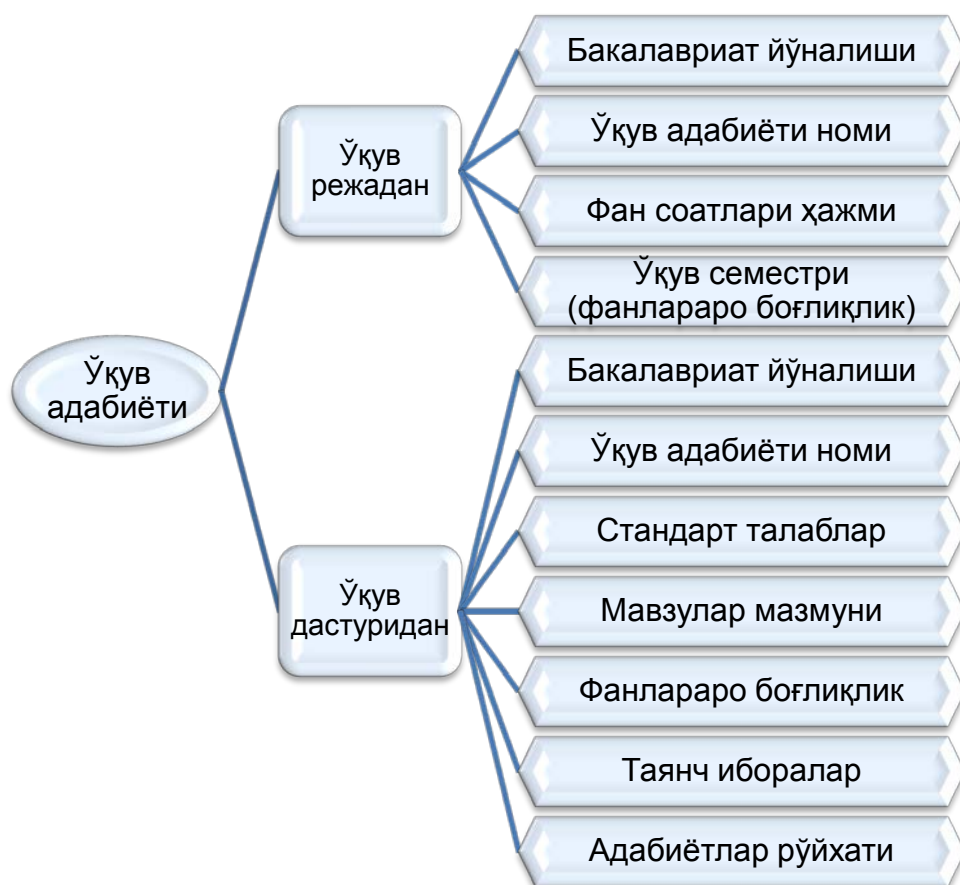 Ўқув
адабиёти
Ўқув
режадан
Бакалавриат йўналиши
Ўқув адабиёти номи
Фан соатлари ҳажми
Ўқув семестри
(фанлараро боғлиқлик)
Ўқув
дастуридан
Бакалавриат йўналиши
Ўқув адабиёти номи
Стандарт талаблар
Мавзулар мазмуни
Фанлараро боғлиқлик
Таянч иборалар
Адабиётлар рўйхати